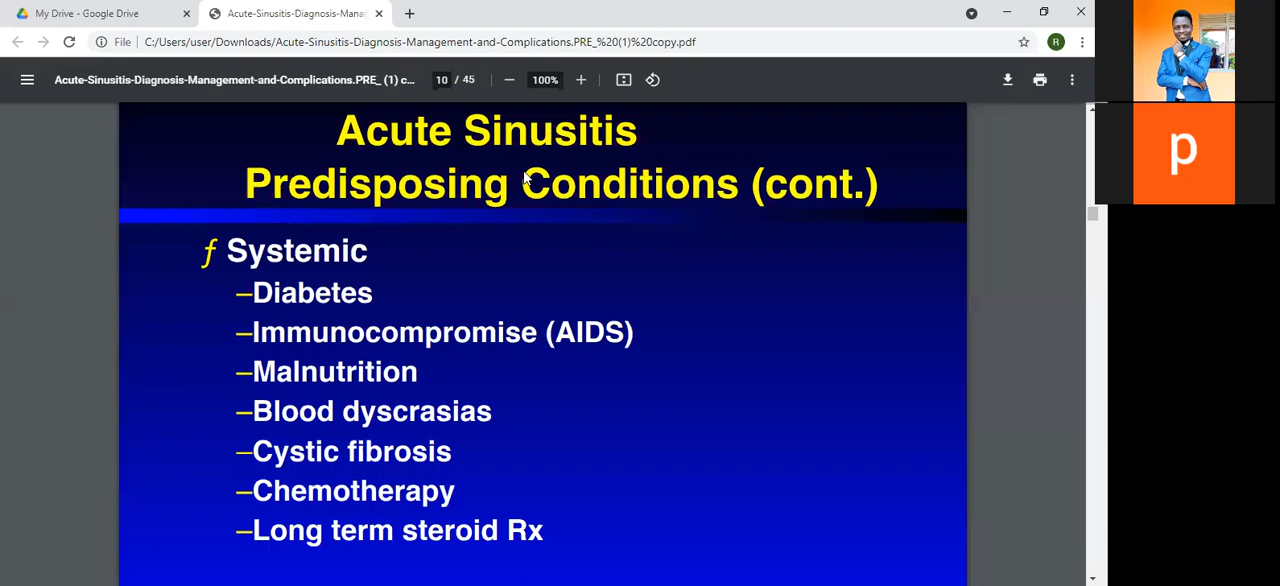 My Drive - Google Drive
Acute-Sinusitis-Diagnosis-Mana
File
C:/Users/user/Downloads/Acute-Sinusitis-Diagnosis-Management-and-Complications.PRE_%20(1)%20copy.pdf
R
Acute-Sinusitis-Diagnosis-Management-and-Complications.PRE_ (1) c...
10 / 45
100%
p
Acute Sinusitis
Predisposing Conditions (cont.)
ƒ Systemic
–Diabetes
–Immunocompromise (AIDS)
–Malnutrition
–Blood dyscrasias
–Cystic fibrosis
–Chemotherapy
–Long term steroid Rx